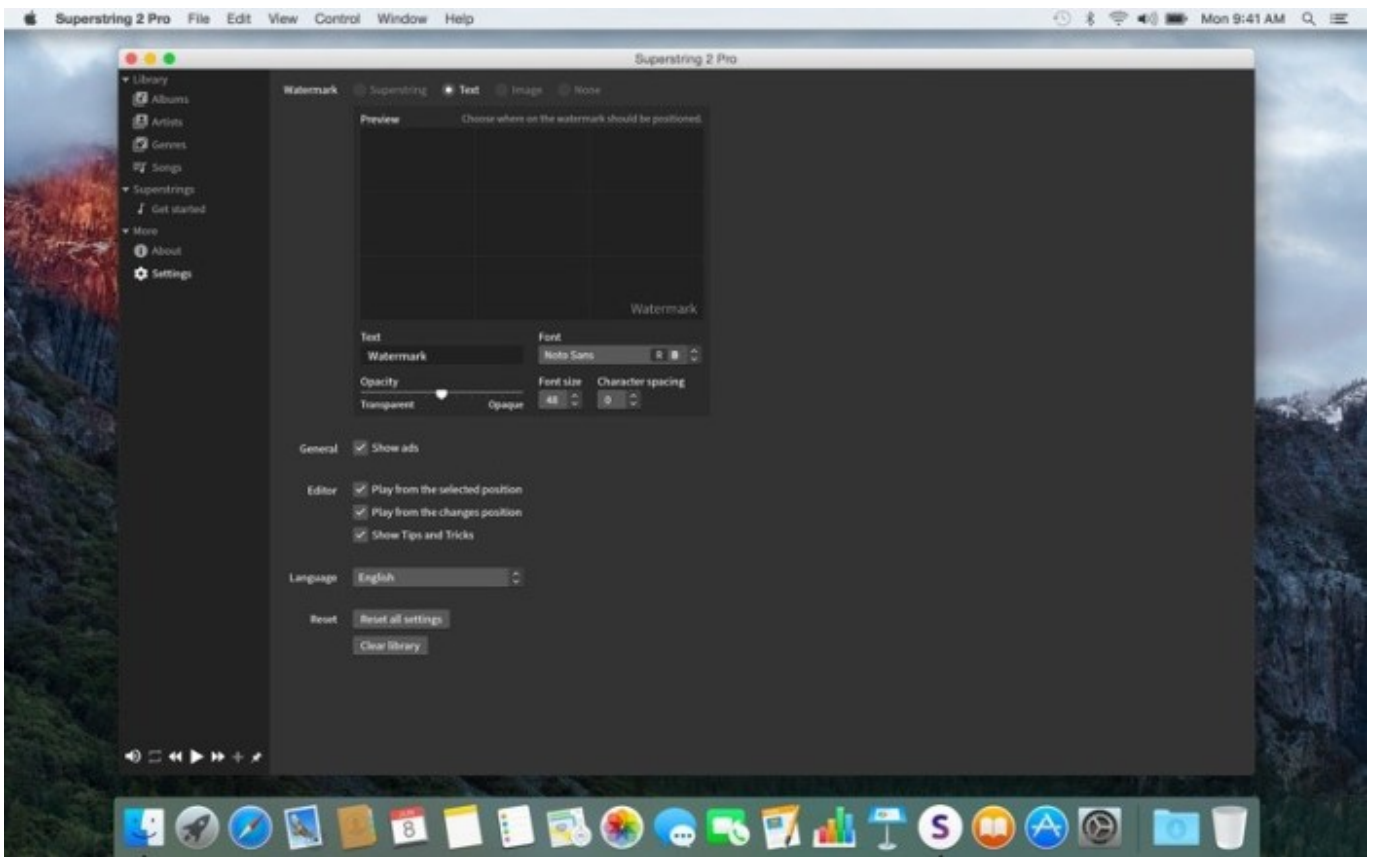 Superstring 2 Pro File Edit View Control Window Help Mon 9:41 AM
Superstring 2 Pro
Library
Albums
Artists
Genres
Songs
Superstrings
Get started
More
About
Settings
Watermark Superstring Text Image None
Preview Choose where on the watermark should be positioned.
Watermark
Text Font
Watermark Noto Sans R B
Opacity Font size Character spacing
48 0
Transparent Opaque
General Show ads
Editor Play from the selected position
Play from the changes position
Show Tips and Tricks
Language English
Reset Reset all settings
Clear library
JUN
8
S